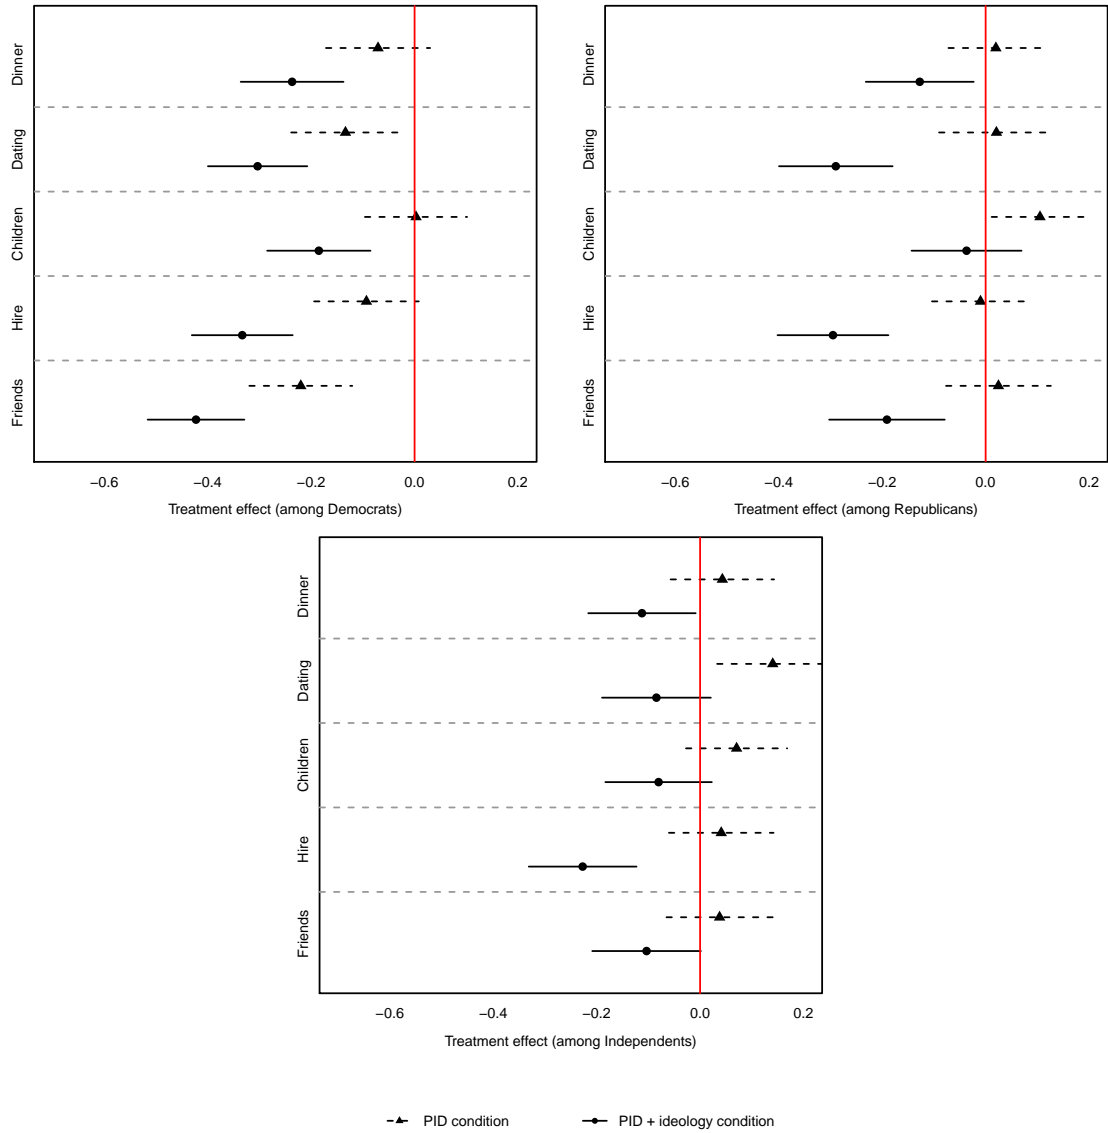 Dinner
Dating
Children
Hire
Friends
−0.6 −0.4 −0.2 0.0 0.2
Treatment effect (among Democrats)
Dinner
Dating
Children
Hire
Friends
−0.6 −0.4 −0.2 0.0 0.2
Treatment effect (among Republicans)
Dinner
Dating
Children
Hire
Friends
−0.6 −0.4 −0.2 0.0 0.2
Treatment effect (among Independents)
PID condition PID + ideology condition